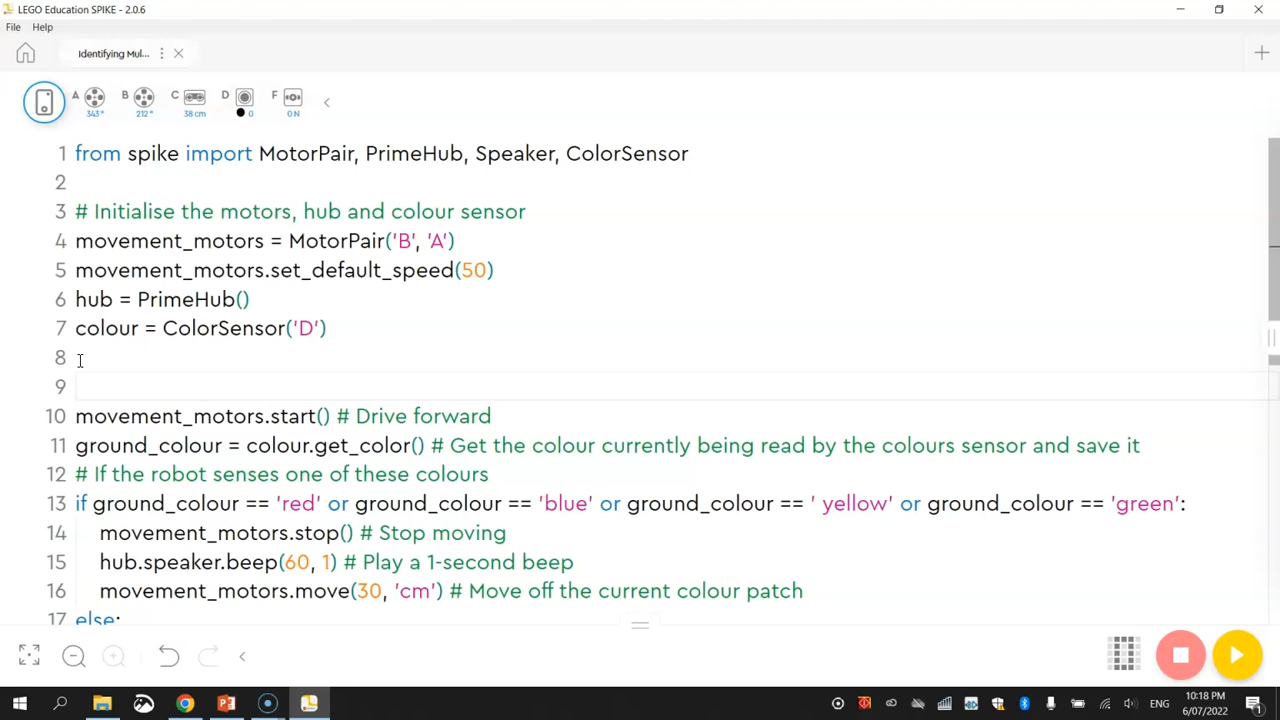 LEGO Education SPIKE - 2.0.6
File Help
Identifying Mul...
A B C D F
343° 212° 38 cm 0 0 N
1 from spike import MotorPair, PrimeHub, Speaker, ColorSensor
2
3 # Initialise the motors, hub and colour sensor
4 movement_motors = MotorPair('B', 'A')
5 movement_motors.set_default_speed(50)
6 hub = PrimeHub()
7 colour = ColorSensor('D')
8
9
10 movement_motors.start() # Drive forward
11 ground_colour = colour.get_color() # Get the colour currently being read by the colours sensor and save it
12 # If the robot senses one of these colours
13 if ground_colour == 'red' or ground_colour == 'blue' or ground_colour == ' yellow' or ground_colour == 'green':
14 movement_motors.stop() # Stop moving
15 hub.speaker.beep(60, 1) # Play a 1-second beep
16 movement_motors.move(30, 'cm') # Move off the current colour patch
17 else:
ENG
10:18 PM
6/07/2022
1